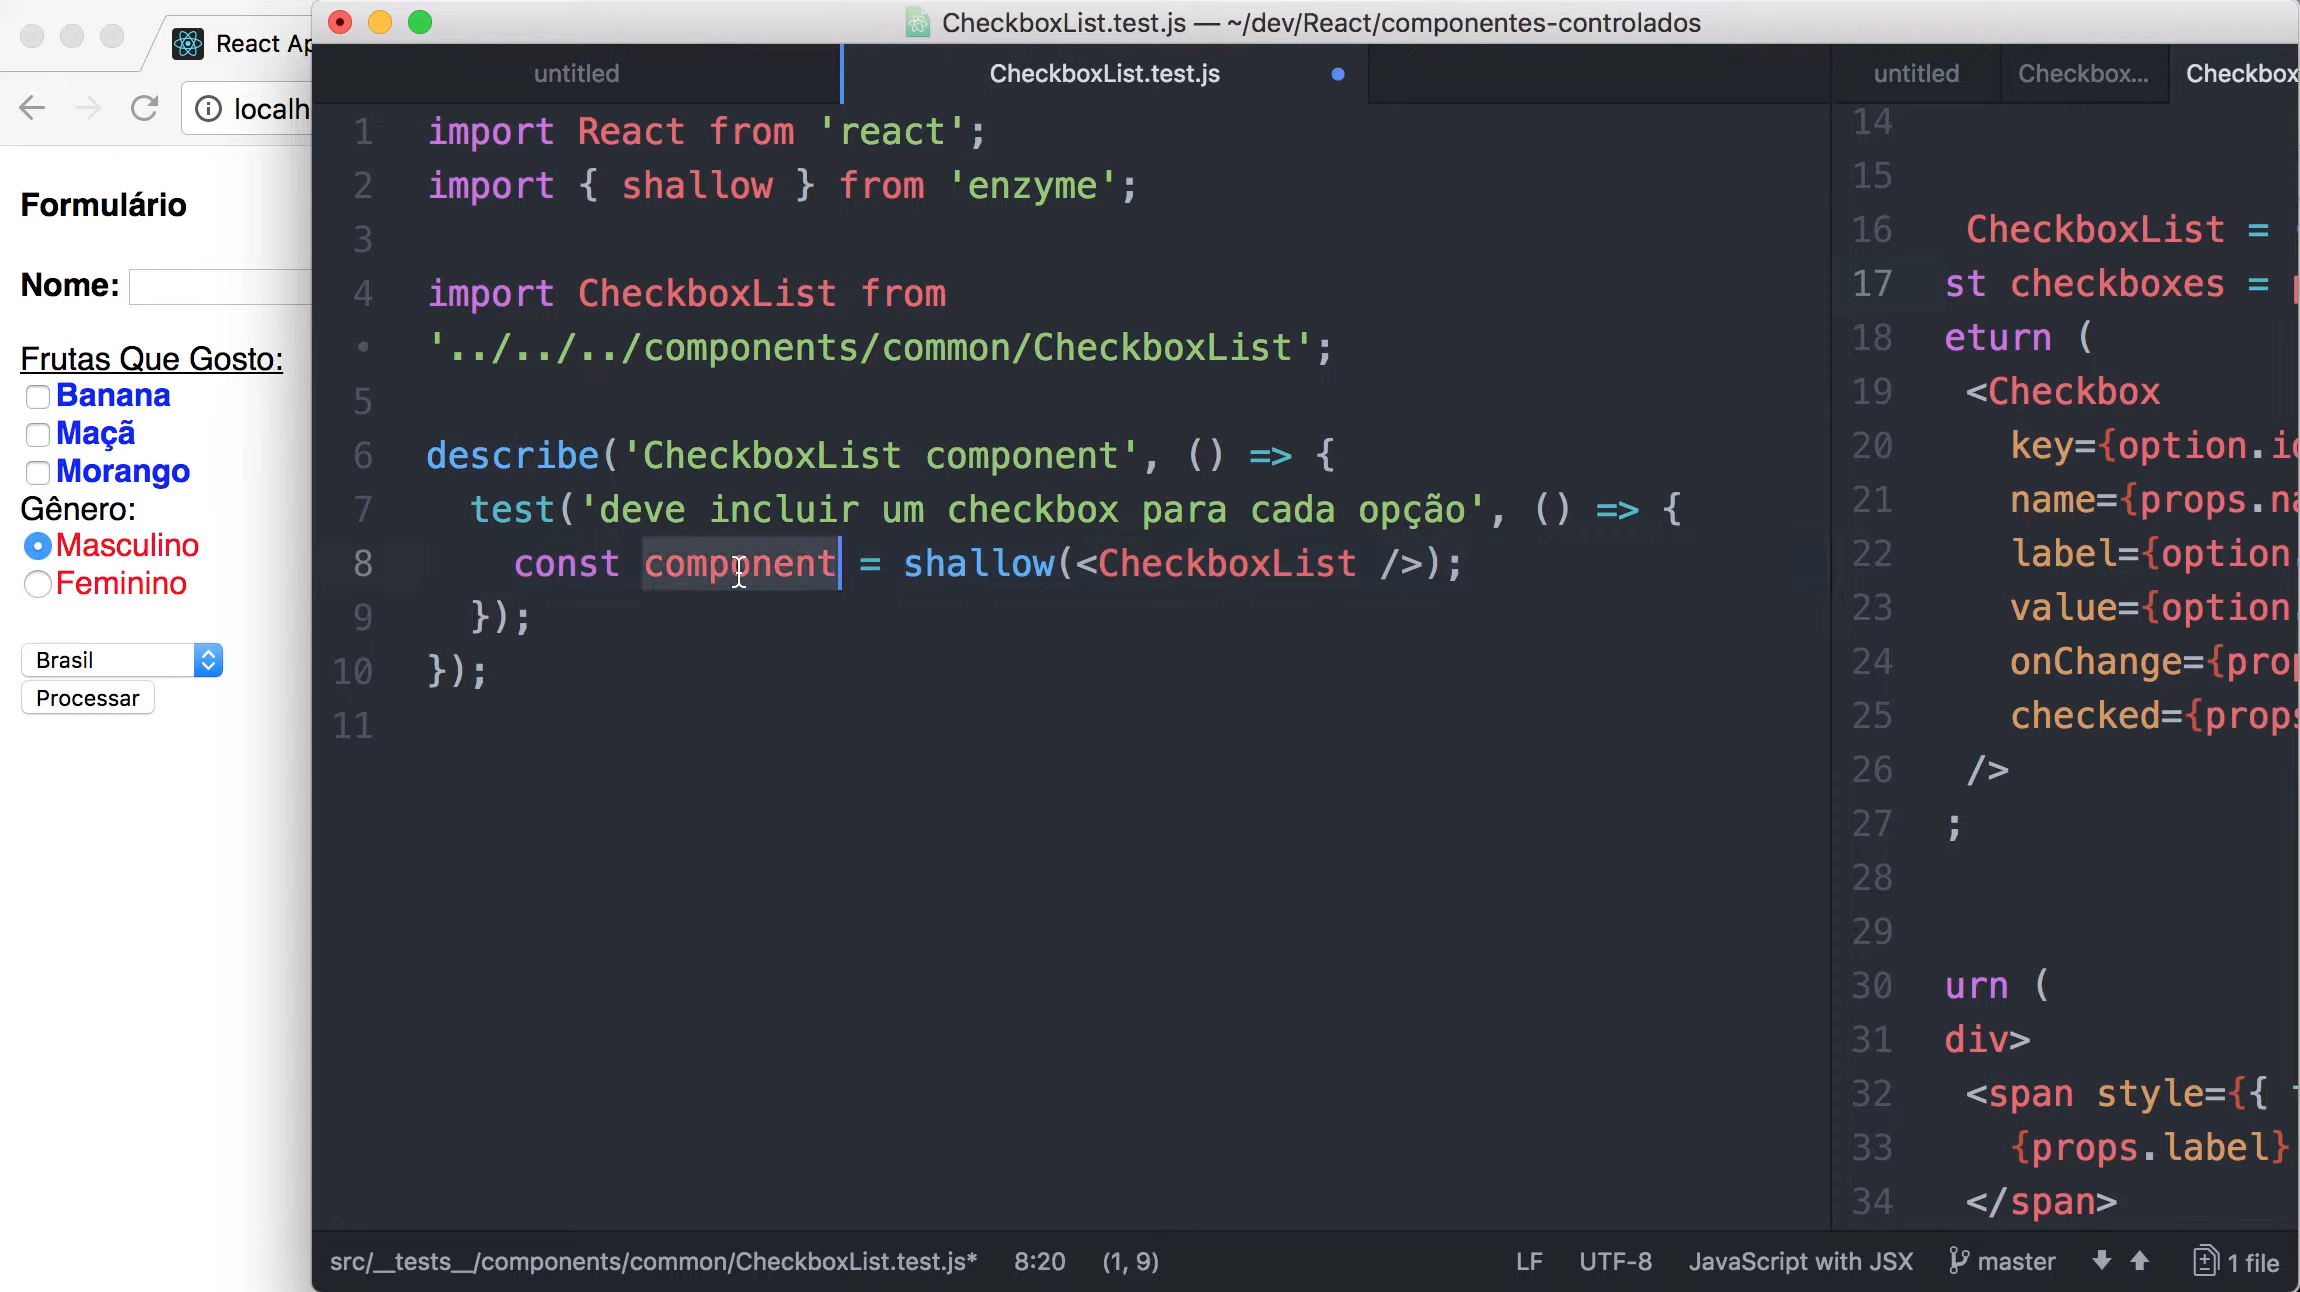 React Ap
localh
Formulário
Nome:
Frutas Que Gosto:
Banana
Maçã
Morango
Gênero:
Masculino
Feminino
Brasil
Processar
CheckboxList.test.js — ~/dev/React/componentes-controlados
untitled
CheckboxList.test.js
1 import React from 'react';
2 import { shallow } from 'enzyme';
3
4 import CheckboxList from
• '../../../components/common/CheckboxList';
5
6 describe('CheckboxList component', () => {
7 test('deve incluir um checkbox para cada opção', () => {
8 const component = shallow(<CheckboxList />);
9 });
10 });
11
untitled
Checkbox...
Checkbox
14
15
16 CheckboxList =
17 st checkboxes = p
18 eturn (
19 <Checkbox
20 key={option.id
21 name={props.na
22 label={option.
23 value={option.
24 onChange={prop
25 checked={props
26 />
27 ;
28
29
30 urn (
31 div>
32 <span style={{
33 {props.label}
34 </span>
src/__tests__/components/common/CheckboxList.test.js* 8:20 (1, 9)
LF UTF-8 JavaScript with JSX master 1 file